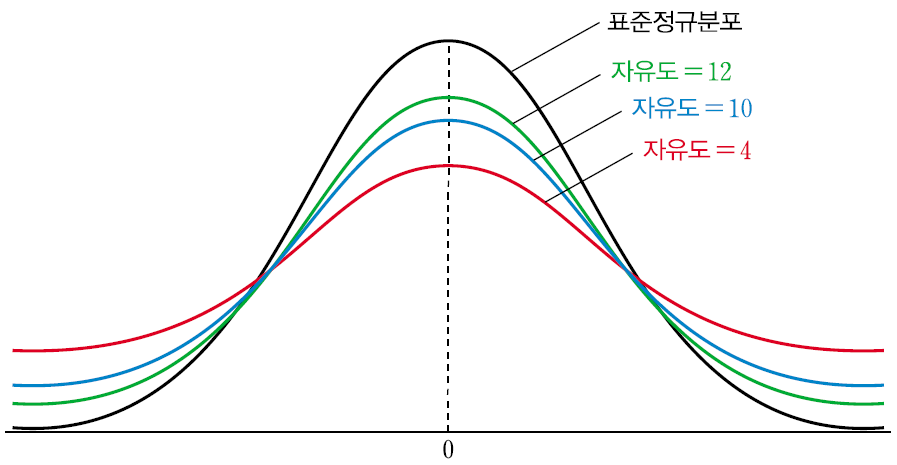 표준정규분포
자유도 = 12
자유도 = 10
자유도 = 4
0